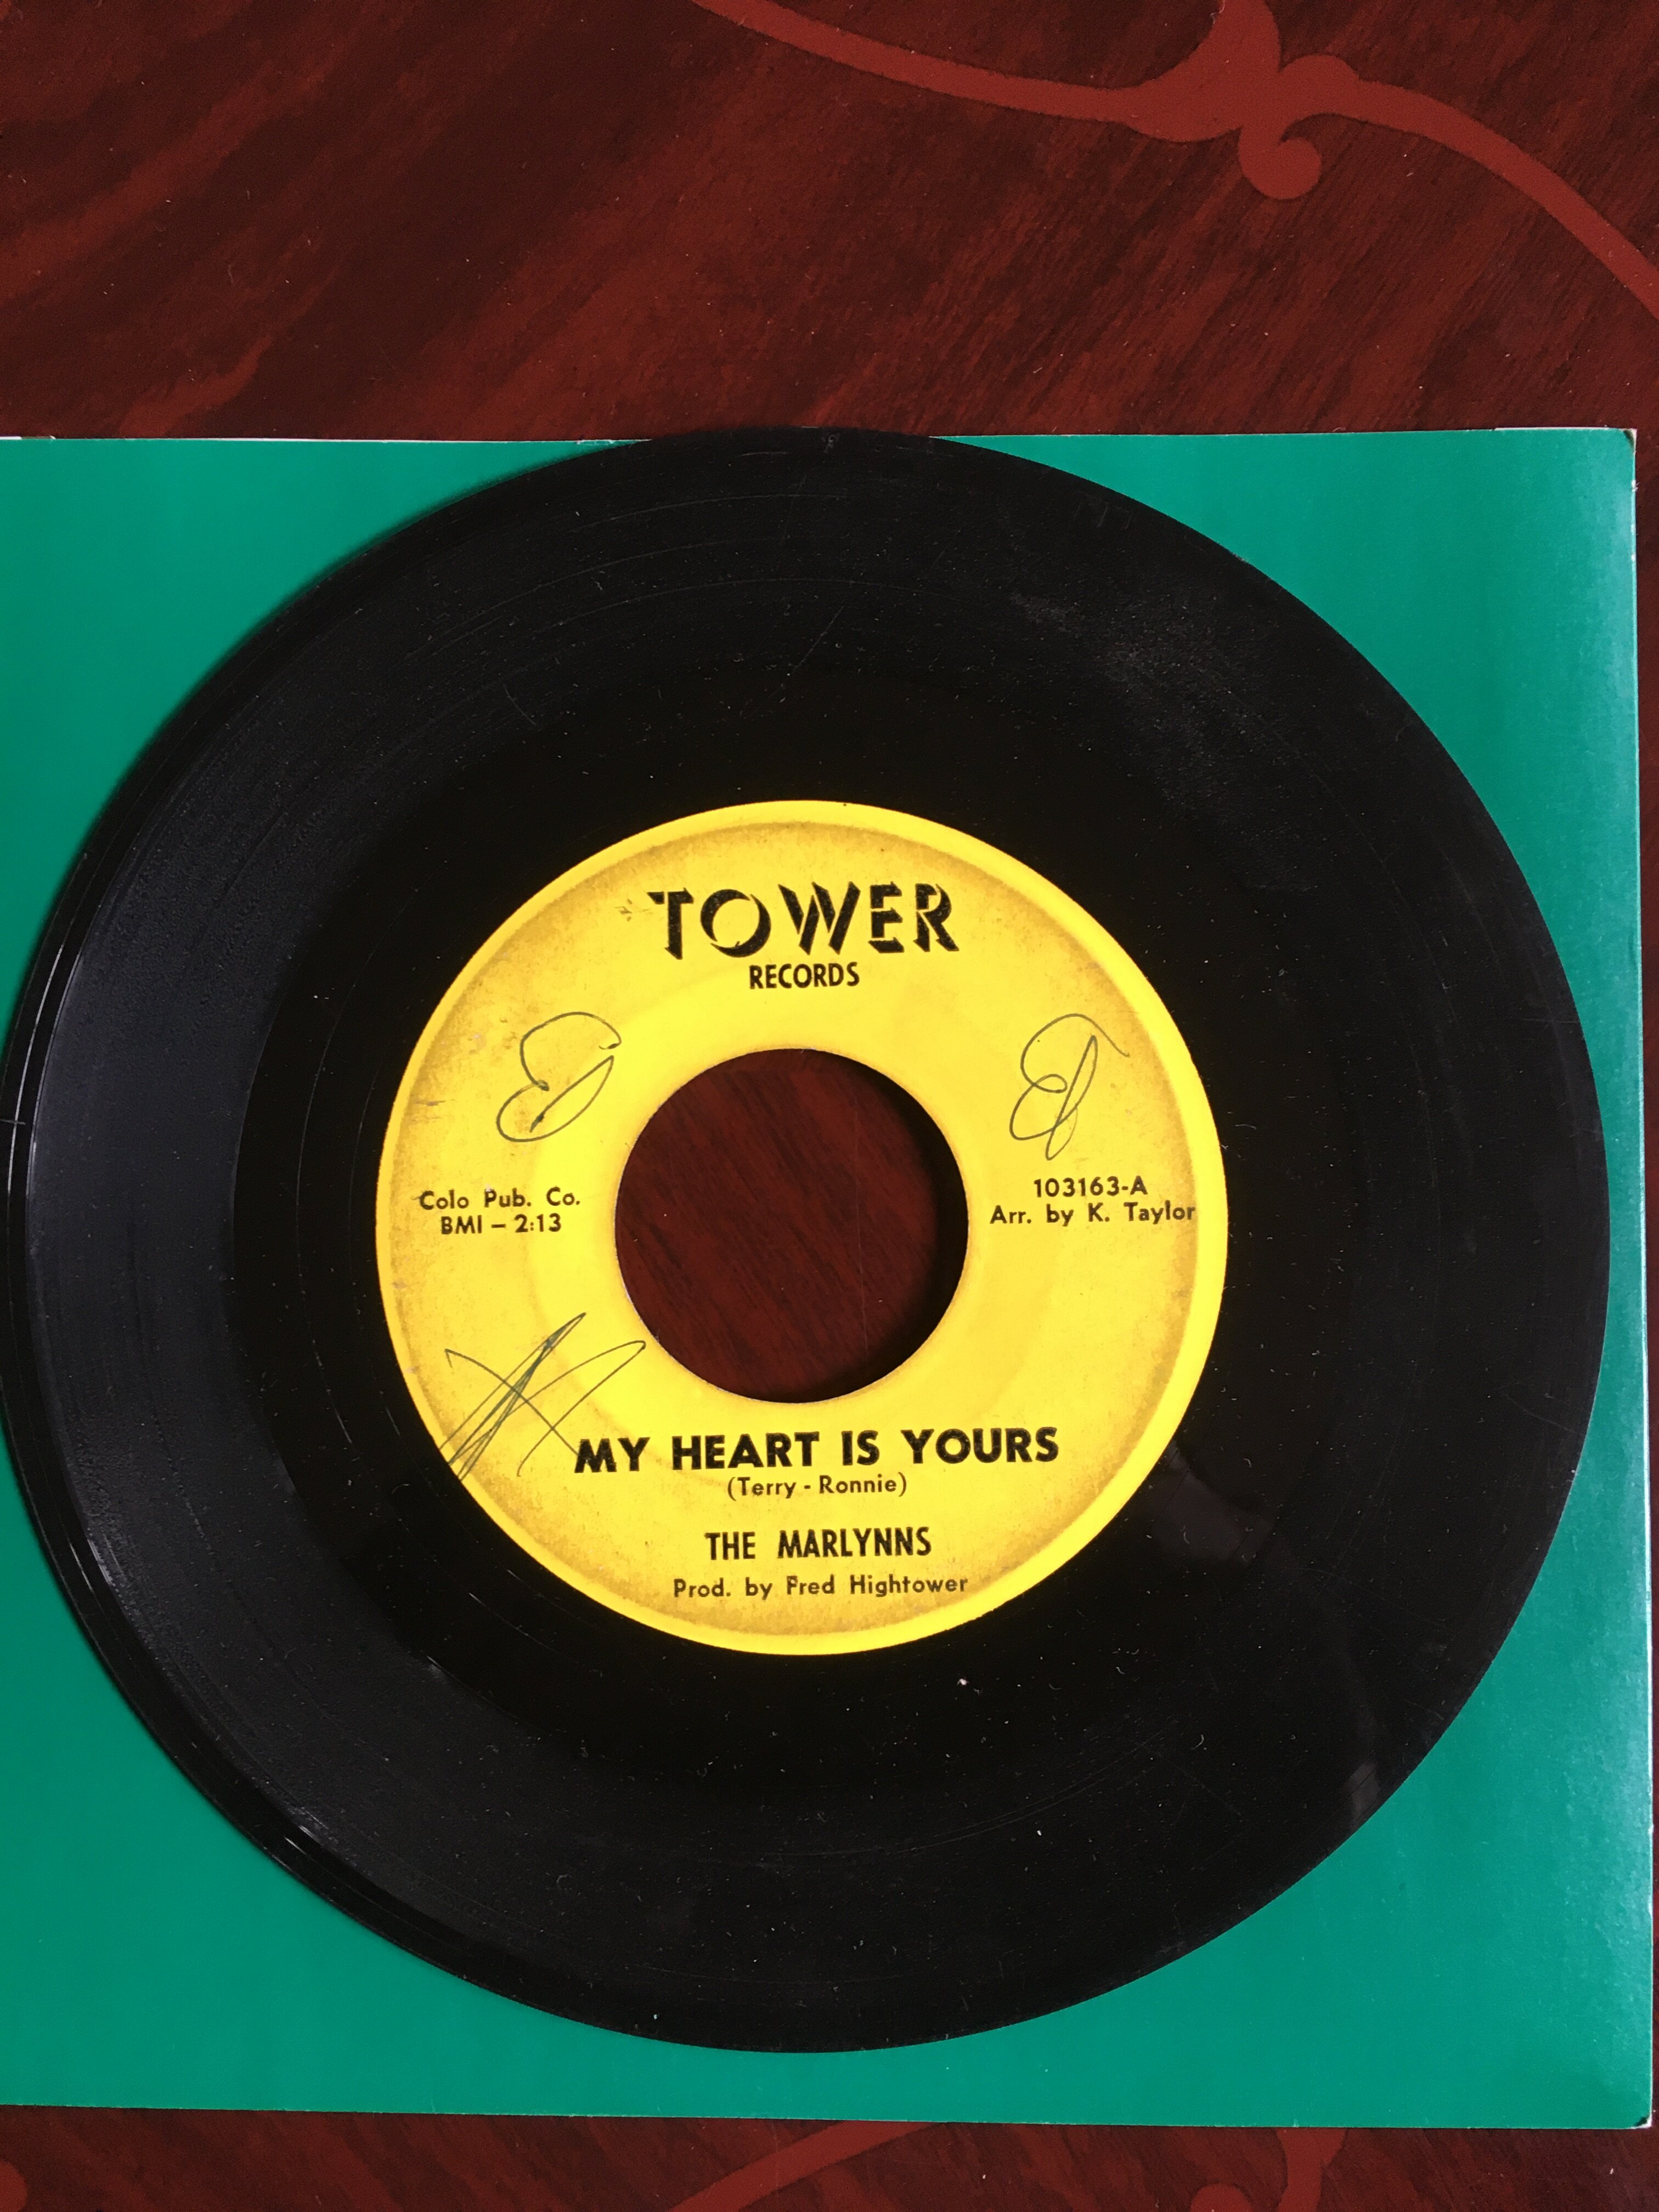 TOWER
RECORDS
Colo Pub. Co.
BMI – 2:13
103163-A
Arr. by K. Taylor
MY HEART IS YOURS
(Terry - Ronnie)
THE MARLYNNS
Prod. by Fred Hightower